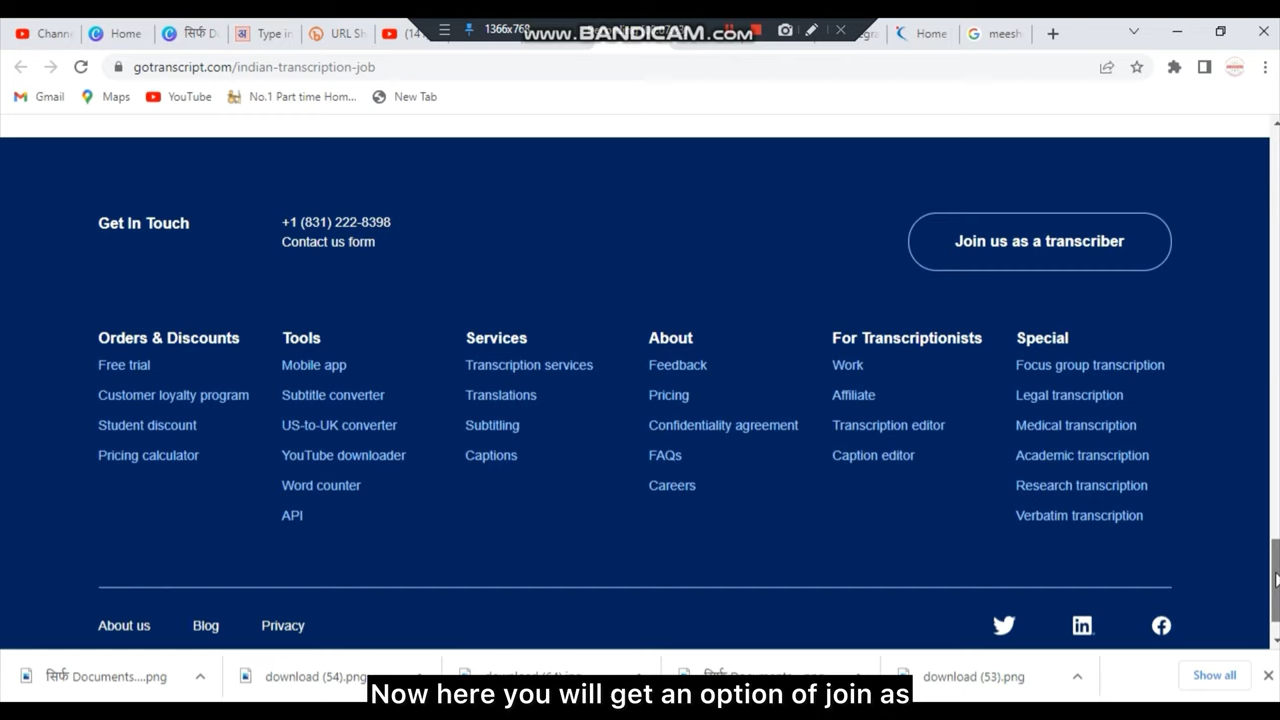 Chann
Home
सिर्फ D
Type in
URL Sh
(14
1366x768
www.BANDICAM.com
gra
Home
meesh
gotranscript.com/indian-transcription-job
Gmail
Maps
YouTube
No.1 Part time Hom...
New Tab
Get In Touch
+1 (831) 222-8398
Contact us form
Join us as a transcriber
Orders & Discounts
Free trial
Customer loyalty program
Student discount
Pricing calculator
Tools
Mobile app
Subtitle converter
US-to-UK converter
YouTube downloader
Word counter
API
Services
Transcription services
Translations
Subtitling
Captions
About
Feedback
Pricing
Confidentiality agreement
FAQs
Careers
For Transcriptionists
Work
Affiliate
Transcription editor
Caption editor
Special
Focus group transcription
Legal transcription
Medical transcription
Academic transcription
Research transcription
Verbatim transcription
About us
Blog
Privacy
सिर्फ Documents....png
download (54).png
download (53).png
Show all
Now here you will get an option of join as